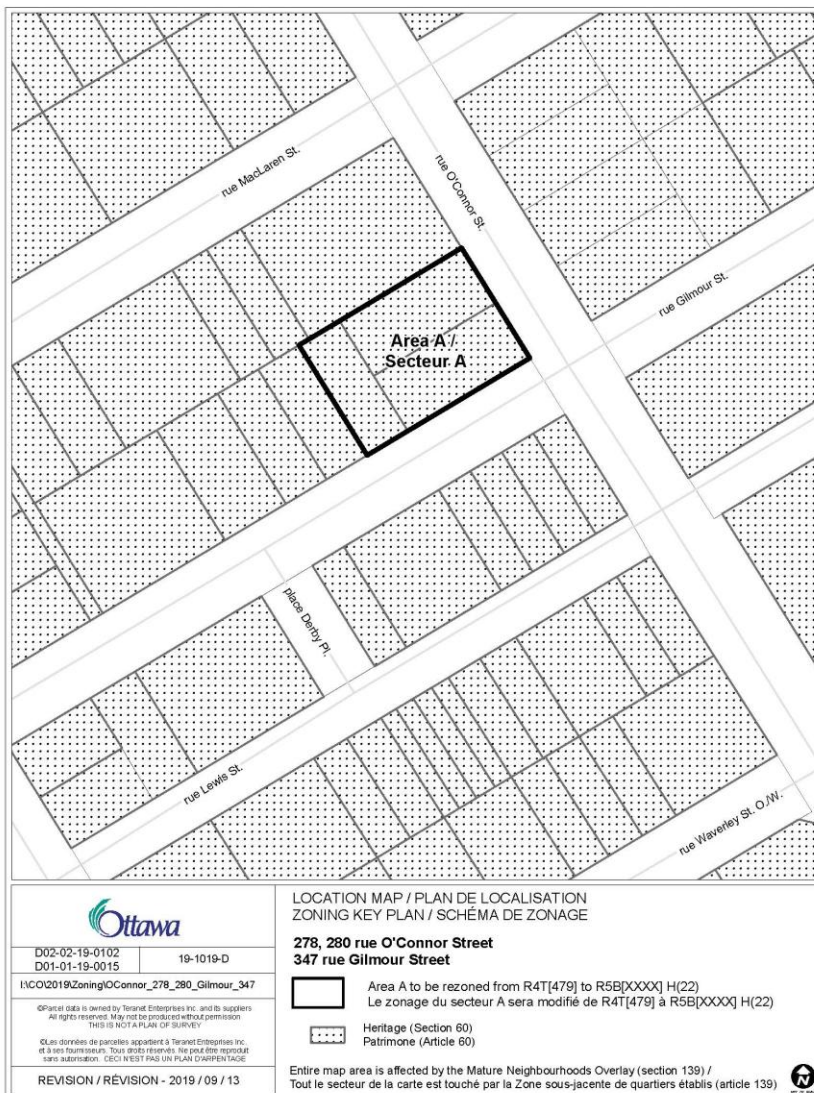 rue MacLaren St.
rue O'Connor St.
rue Gilmour St.
Area A /
Secteur A
place Derby Pl.
rue Lewis St.
rue Waverley St. O./W.
Ottawa
D02-02-19-0102
D01-01-19-0015
19-1019-D
I:\CO\2019\Zoning\OConnor_278_280_Gilmour_347
©Parcel data is owned by Teranet Enterprises Inc. and its suppliers
All rights reserved. May not be produced without permission
THIS IS NOT A PLAN OF SURVEY
©Les données de parcelles appartient à Teranet Entreprises Inc.
et à ses fournisseurs. Tous droits réservés. Ne peut être reproduit
sans autorisation. CECI N'EST PAS UN PLAN D'ARPENTAGE
REVISION / RÉVISION - 2019 / 09 / 13
LOCATION MAP / PLAN DE LOCALISATION
ZONING KEY PLAN / SCHÉMA DE ZONAGE
278, 280 rue O'Connor Street
347 rue Gilmour Street
Area A to be rezoned from R4T[479] to R5B[XXXX] H(22)
Le zonage du secteur A sera modifié de R4T[479] à R5B[XXXX] H(22)
Heritage (Section 60)
Patrimone (Article 60)
Entire map area is affected by the Mature Neighbourhoods Overlay (section 139) /
Tout le secteur de la carte est touché par la Zone sous-jacente de quartiers établis (article 139)
N